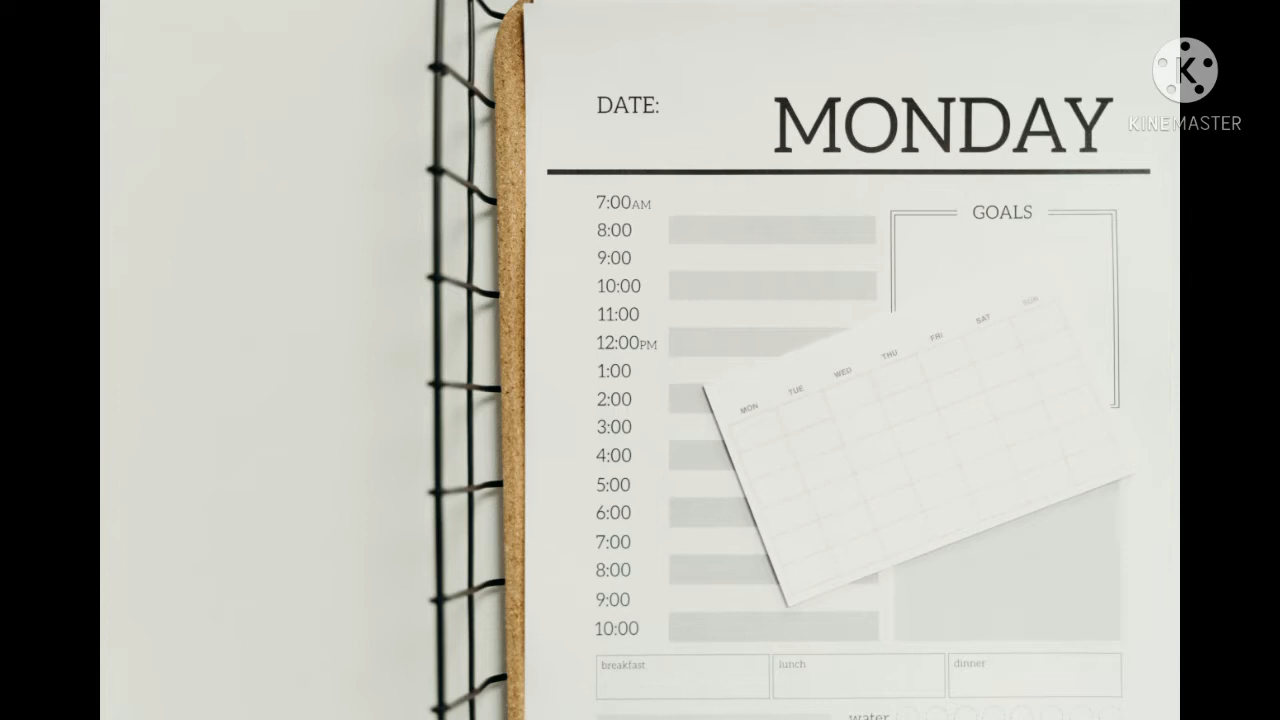 DATE:
MONDAY
K
KINEMASTER
7:00AM
8:00
9:00
10:00
11:00
12:00PM
1:00
2:00
3:00
4:00
5:00
6:00
7:00
8:00
9:00
10:00
GOALS
MON TUE WED THU FRI SAT SUN
breakfast lunch dinner
water